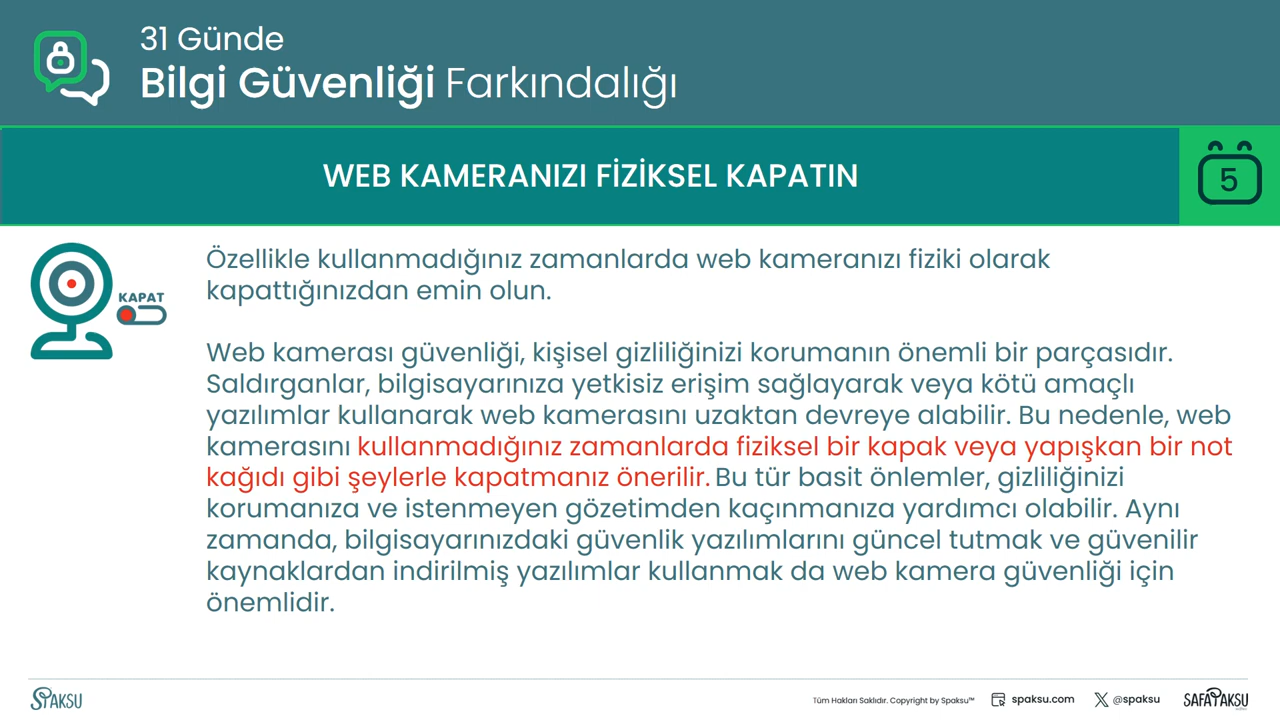 31 Günde
Bilgi Güvenliği Farkındalığı
WEB KAMERANIZI FİZİKSEL KAPATIN
5
KAPAT
Özellikle kullanmadığınız zamanlarda web kameranızı fiziki olarak
kapattığınızdan emin olun.
Web kamerası güvenliği, kişisel gizliliğinizi korumanın önemli bir parçasıdır.
Saldırganlar, bilgisayarınıza yetkisiz erişim sağlayarak veya kötü amaçlı
yazılımlar kullanarak web kamerasını uzaktan devreye alabilir. Bu nedenle, web
kamerasını kullanmadığınız zamanlarda fiziksel bir kapak veya yapışkan bir not
kağıdı gibi şeylerle kapatmanız önerilir. Bu tür basit önlemler, gizliliğinizi
korumanıza ve istenmeyen gözetimden kaçınmanıza yardımcı olabilir. Aynı
zamanda, bilgisayarınızdaki güvenlik yazılımlarını güncel tutmak ve güvenilir
kaynaklardan indirilmiş yazılımlar kullanmak da web kamera güvenliği için
önemlidir.
SPAKSU
Tüm Hakları Saklıdır. Copyright by Spaksu™
spaksu.com
@spaksu
SAFAPAKSU